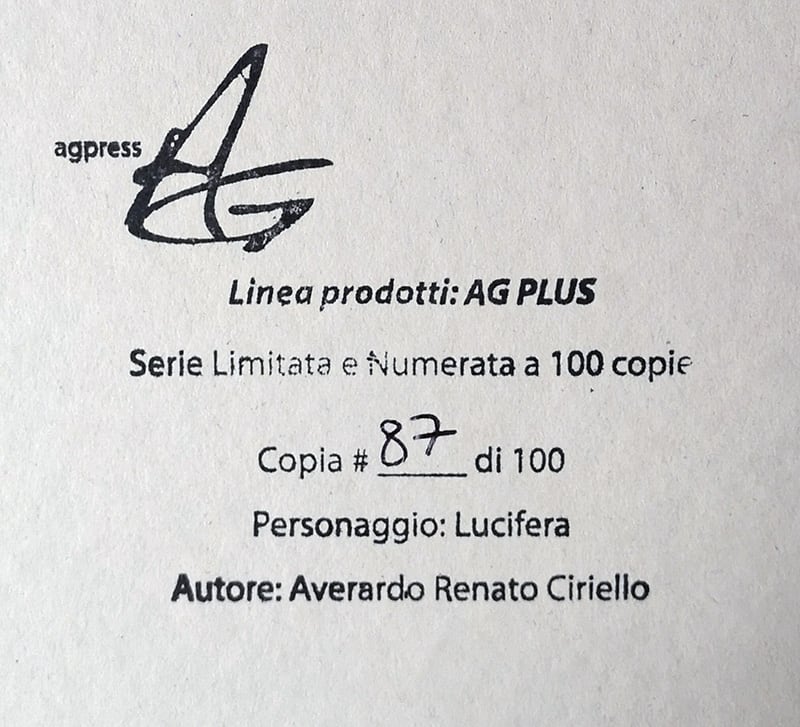 agpress AG
Linea prodotti: AG PLUS
Serie Limitata e Numerata a 100 copie
Copia # 87 di 100
Personaggio: Lucifera
Autore: Averardo Renato Ciriello